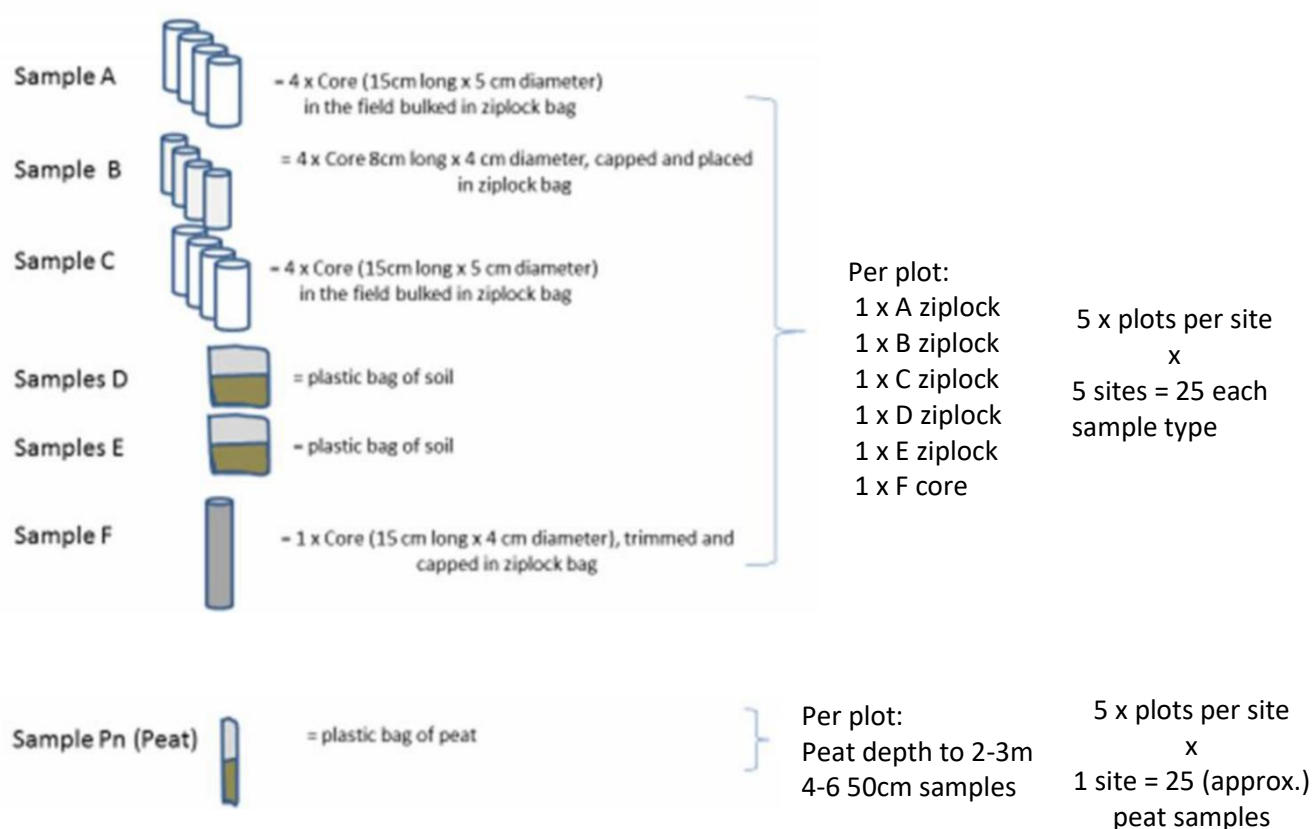 Sample A
– 4 x Core (15cm long x 5 cm diameter)
in the field bulked in ziplock bag
Sample B
= 4 x Core 8cm long x 4 cm diameter, capped and placed
in ziplock bag
Sample C
– 4 x Core (15cm long x 5 cm diameter)
in the field bulked in ziplock bag
Samples D
= plastic bag of soil
Samples E
– plastic bag of soil
Sample F
– 1 x Core (15 cm long x 4 cm diameter), trimmed and
capped in ziplock bag
Per plot:
1 x A ziplock
1 x B ziplock
1 x C ziplock
1 x D ziplock
1 x E ziplock
1 x F core
5 x plots per site
x
5 sites = 25 each
sample type
Sample Pn (Peat)
= plastic bag of peat
Per plot:
Peat depth to 2-3m
4-6 50cm samples
5 x plots per site
x
1 site = 25 (approx.)
peat samples